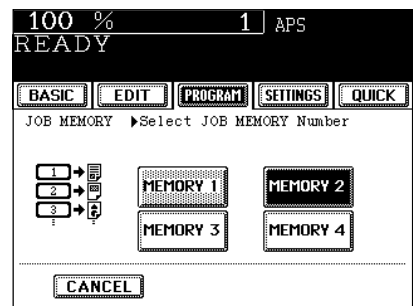 100 % 1 APS
READY
BASIC EDIT PROGRAM SETTINGS QUICK
JOB MEMORY ▶Select JOB MEMORY Number
1
2
3
MEMORY 1 MEMORY 2
MEMORY 3 MEMORY 4
CANCEL